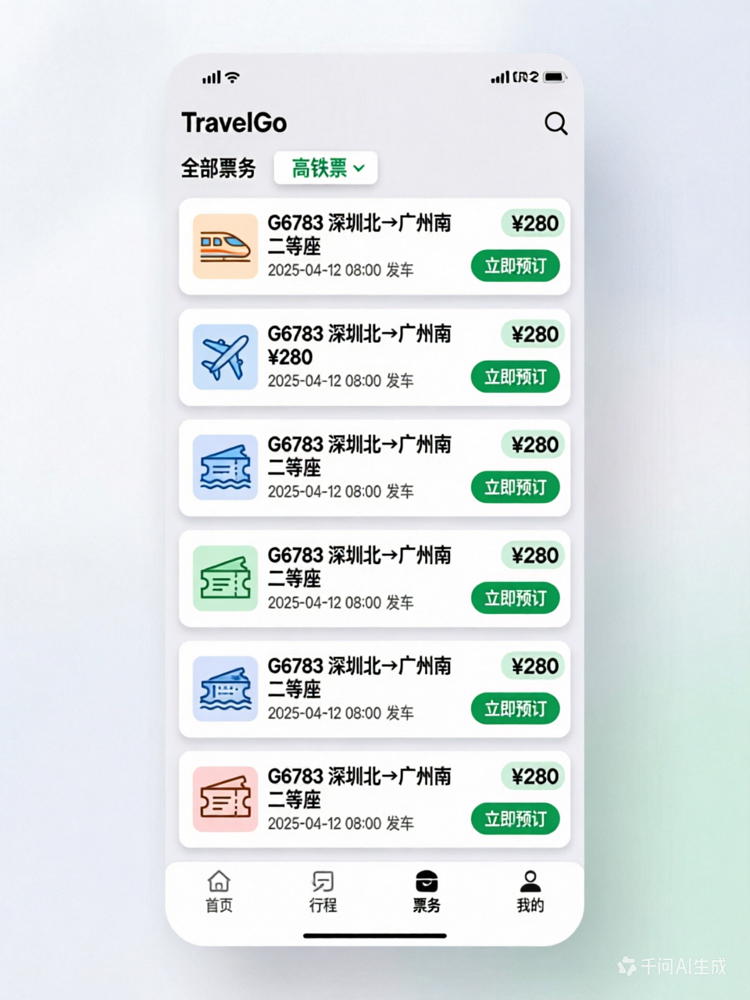 TravelGo
全部票务 高铁票
G6783 深圳北→广州南
二等座
2025-04-12 08:00 发车
¥280
立即预订
G6783 深圳北→广州南
¥280
2025-04-12 08:00 发车
¥280
立即预订
G6783 深圳北→广州南
二等座
2025-04-12 08:00 发车
¥280
立即预订
G6783 深圳北→广州南
二等座
2025-04-12 08:00 发车
¥280
立即预订
G6783 深圳北→广州南
二等座
2025-04-12 08:00 发车
¥280
立即预订
G6783 深圳北→广州南
二等座
2025-04-12 08:00 发车
¥280
立即预订
首页 行程 票务 我的
千问AI生成